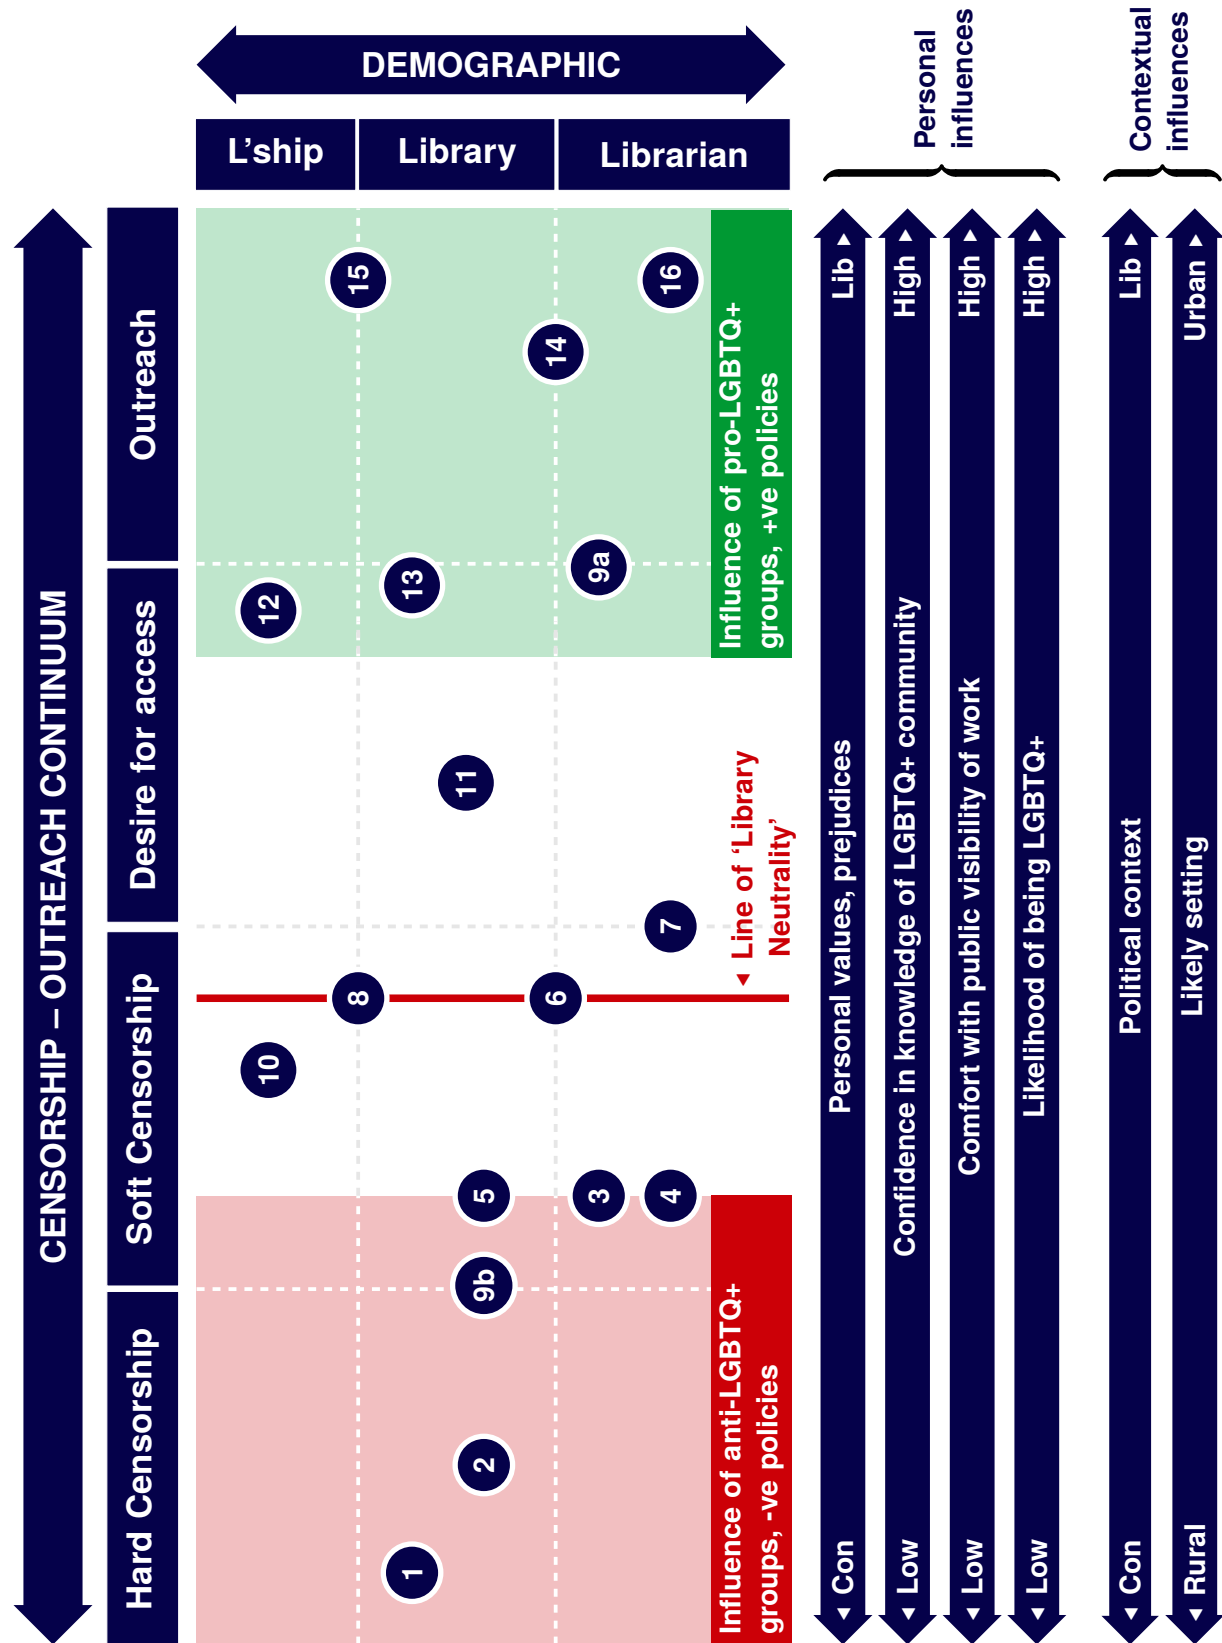 CENSORSHIP – OUTREACH CONTINUUM
Hard Censorship
Soft Censorship
Desire for access
Outreach
DEMOGRAPHIC
L’ship
Library
Librarian
12
15
10
8
1
13
11
2
9b
5
6
14
3
9a
4
7
16
Influence of anti-LGBTQ+
groups, -ve policies
◄ Line of ‘Library
Neutrality’
Influence of pro-LGBTQ+
groups, +ve policies
Personal
influences
◄ Con
Personal values, prejudices
Lib ►
◄ Low
Confidence in knowledge of LGBTQ+ community
High ►
◄ Low
Comfort with public visibility of work
High ►
◄ Low
Likelihood of being LGBTQ+
High ►
Contextual
influences
◄ Con
Political context
Lib ►
◄ Rural
Likely setting
Urban ►